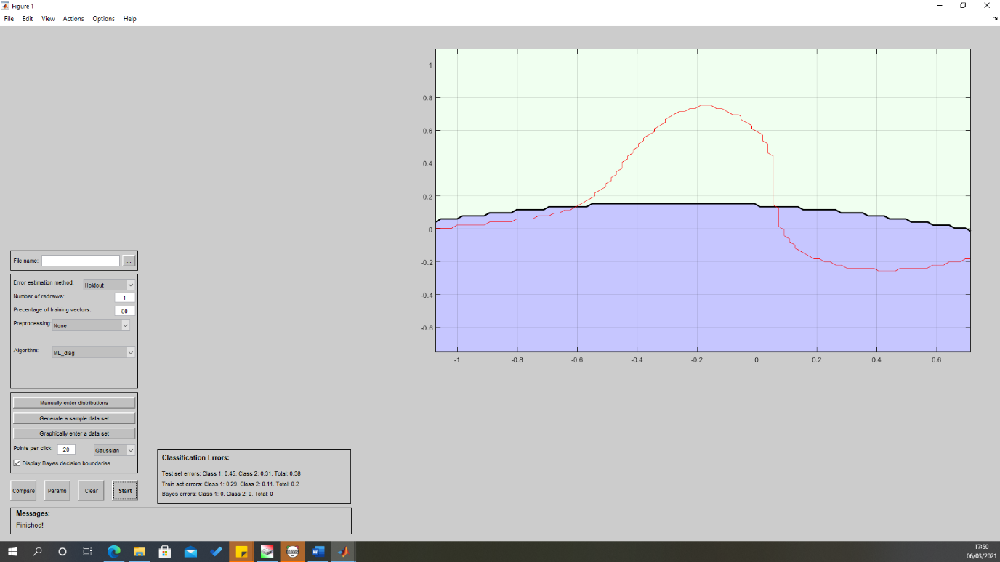 Figure 1
File Edit View Actions Options Help
1
0.8
0.6
0.4
0.2
0
-0.2
-0.4
-0.6
-1 -0.8 -0.6 -0.4 -0.2 0 0.2 0.4 0.6
File name: ...
Error estimation method: Holdout
Number of redraws: 1
Precentage of training vectors: 80
Preprocessing: None
Algorithm: ML_diag
Manually enter distributions
Generate a sample data set
Graphically enter a data set
Points per click: 20 Gaussian
Display Bayes decision boundaries
Compare Params Clear Start
Classification Errors:
Test set errors: Class 1: 0.45. Class 2: 0.31. Total: 0.38
Train set errors: Class 1: 0.29. Class 2: 0.11. Total: 0.2
Bayes errors: Class 1: 0. Class 2: 0. Total: 0
Messages:
Finished!
17:50
06/03/2021